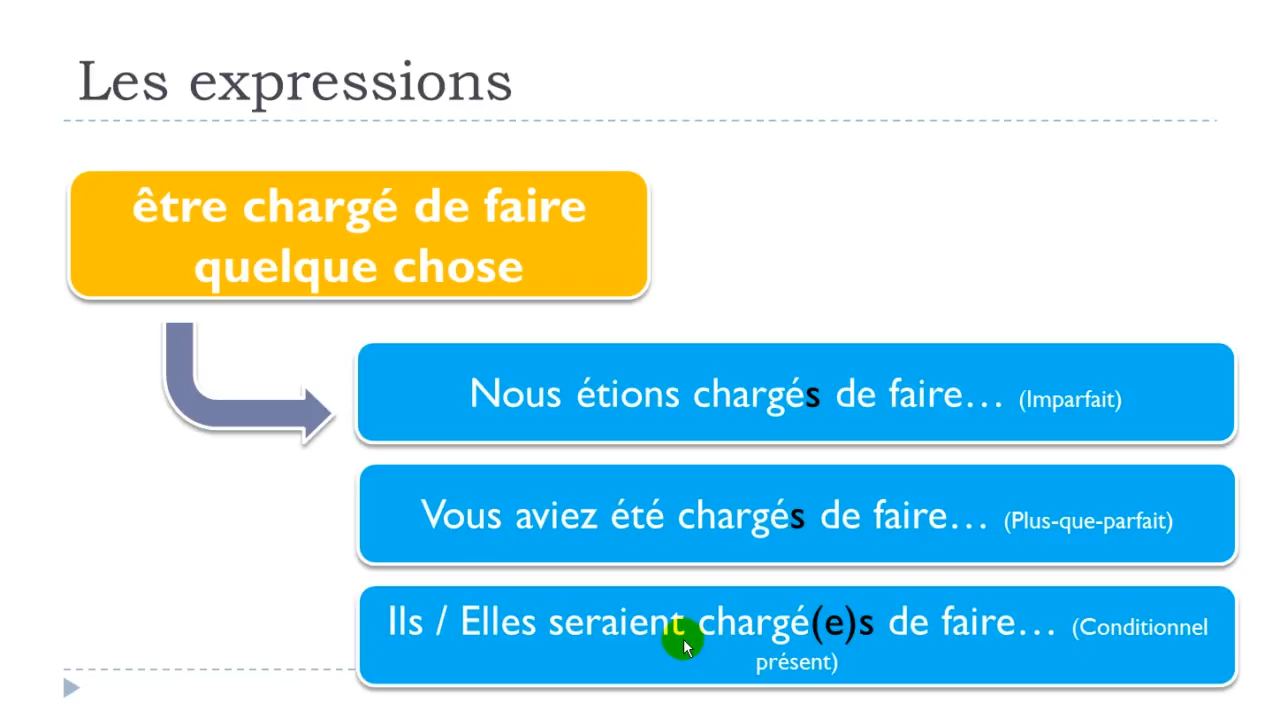 Les expressions
être chargé de faire
quelque chose
Nous étions chargés de faire… (Imparfait)
Vous aviez été chargés de faire… (Plus-que-parfait)
Ils / Elles seraient chargé(e)s de faire… (Conditionnel
présent)